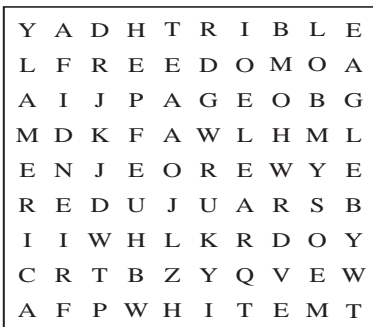 Y A D H T R I B L E
L F R E E D O M O A
A I J P A G E O B G
M D K F A W L H M L
E N J E O R E W Y E
R E D U J U A R S B
I I W H L K R D O Y
C R T B Z Y Q V E W
A F P W H I T E M T